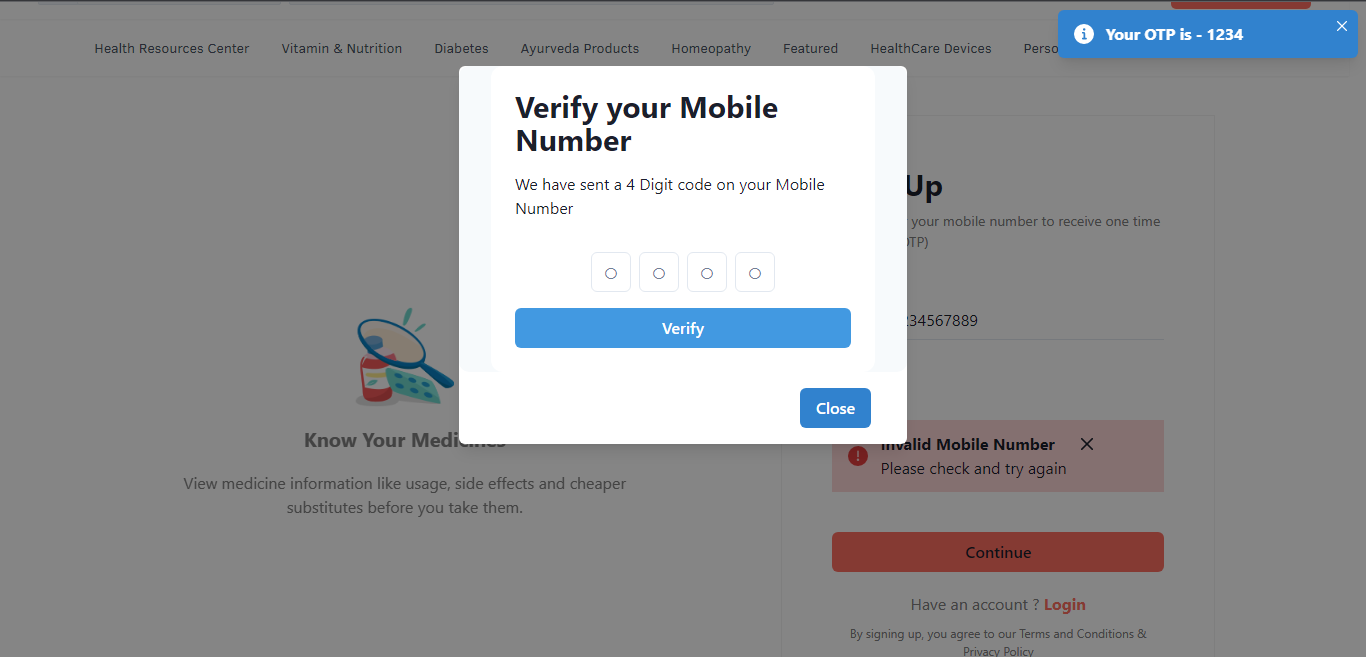 Health Resources Center Vitamin & Nutrition Diabetes Ayurveda Products Homeopathy Featured HealthCare Devices
Your OTP is - 1234
Verify your Mobile
Number
We have sent a 4 Digit code on your Mobile
Number
Verify
Close
Know Your
View medicine information like usage, side effects and cheaper
substitutes before you take them.
Up
your mobile number to receive one time
34567889
Invalid Mobile Number
Please check and try again
Continue
Have an account ? Login
By signing up, you agree to our Terms and Conditions &
Privacy Policy